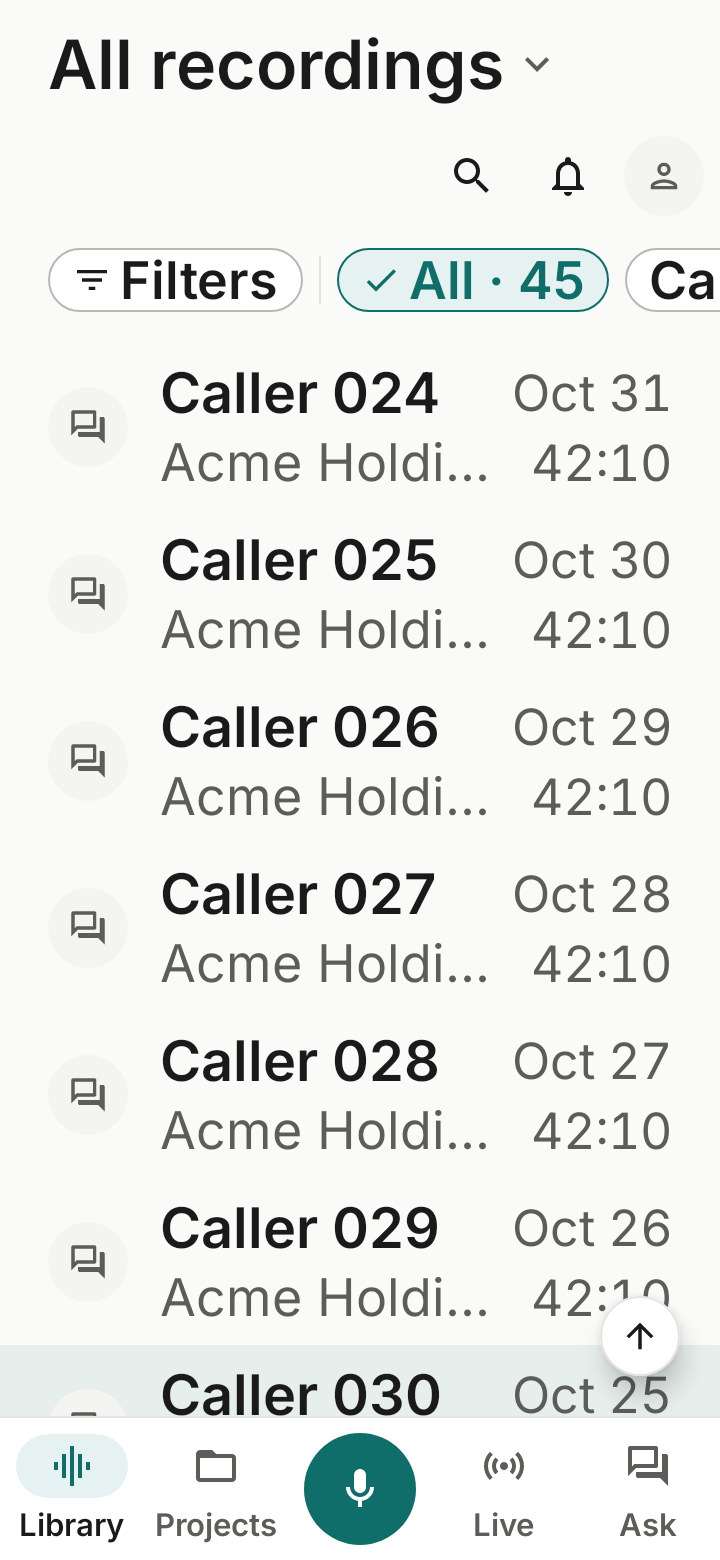 All recordings
Filters
All · 45
Ca
Caller 024 Oct 31
Acme Holdi... 42:10
Caller 025 Oct 30
Acme Holdi... 42:10
Caller 026 Oct 29
Acme Holdi... 42:10
Caller 027 Oct 28
Acme Holdi... 42:10
Caller 028 Oct 27
Acme Holdi... 42:10
Caller 029 Oct 26
Acme Holdi... 42:10
Caller 030 Oct 25
Library Projects Live Ask